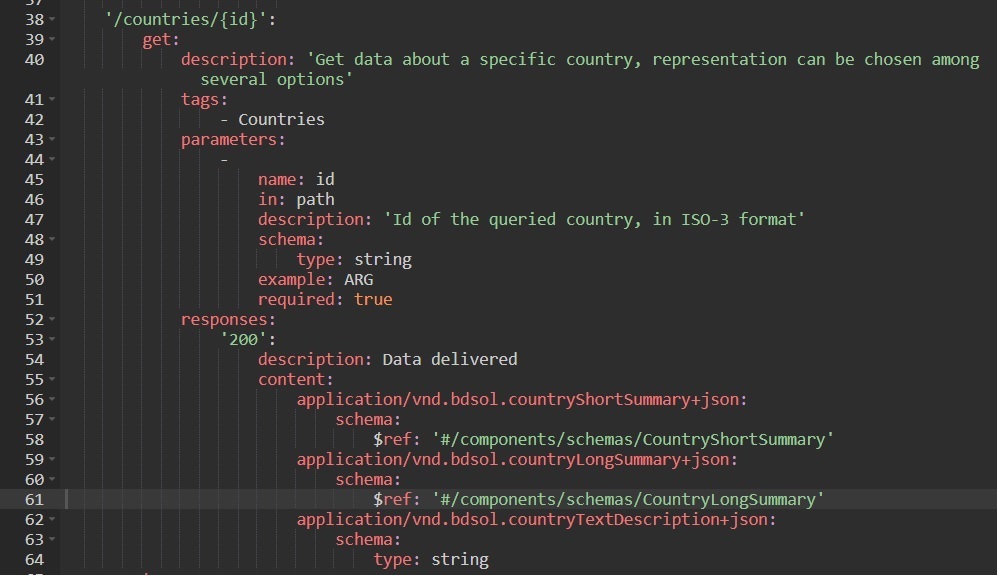 38 '/countries/{id}':
39 get:
40 description: 'Get data about a specific country, representation can be chosen among
several options'
41 tags:
42 - Countries
43 parameters:
44 -
45 name: id
46 in: path
47 description: 'Id of the queried country, in ISO-3 format'
48 schema:
49 type: string
50 example: ARG
51 required: true
52 responses:
53 '200':
54 description: Data delivered
55 content:
56 application/vnd.bdsol.countryShortSummary+json:
57 schema:
58 $ref: '#/components/schemas/CountryShortSummary'
59 application/vnd.bdsol.countryLongSummary+json:
60 schema:
61 $ref: '#/components/schemas/CountryLongSummary'
62 application/vnd.bdsol.countryTextDescription+json:
63 schema:
64 type: string